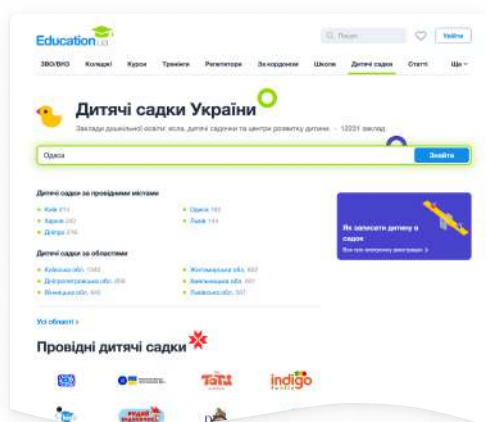 Education.ua
Пошук
Увійти
ЗВО/ВНЗ Коледжі Курси Тренінги Репетитори За кордоном Школи Дитячі садки Статті Ще
Дитячі садки України
Заклади дошкільної освіти: ясла, дитячі садочки та центри розвитку дитини. – 12231 заклад
Одеса
Знайти
Дитячі садки за провідними містами
Київ
Одеса
Харків
Львів
Дніпро
Як записати дитину в садок
Все про електронну реєстрацію
Дитячі садки за областями
Київська обл.
Житомирська обл.
Дніпропетровська обл.
Хмельницька обл.
Вінницька обл.
Львівська обл.
Усі області
Провідні дитячі садки
indigo